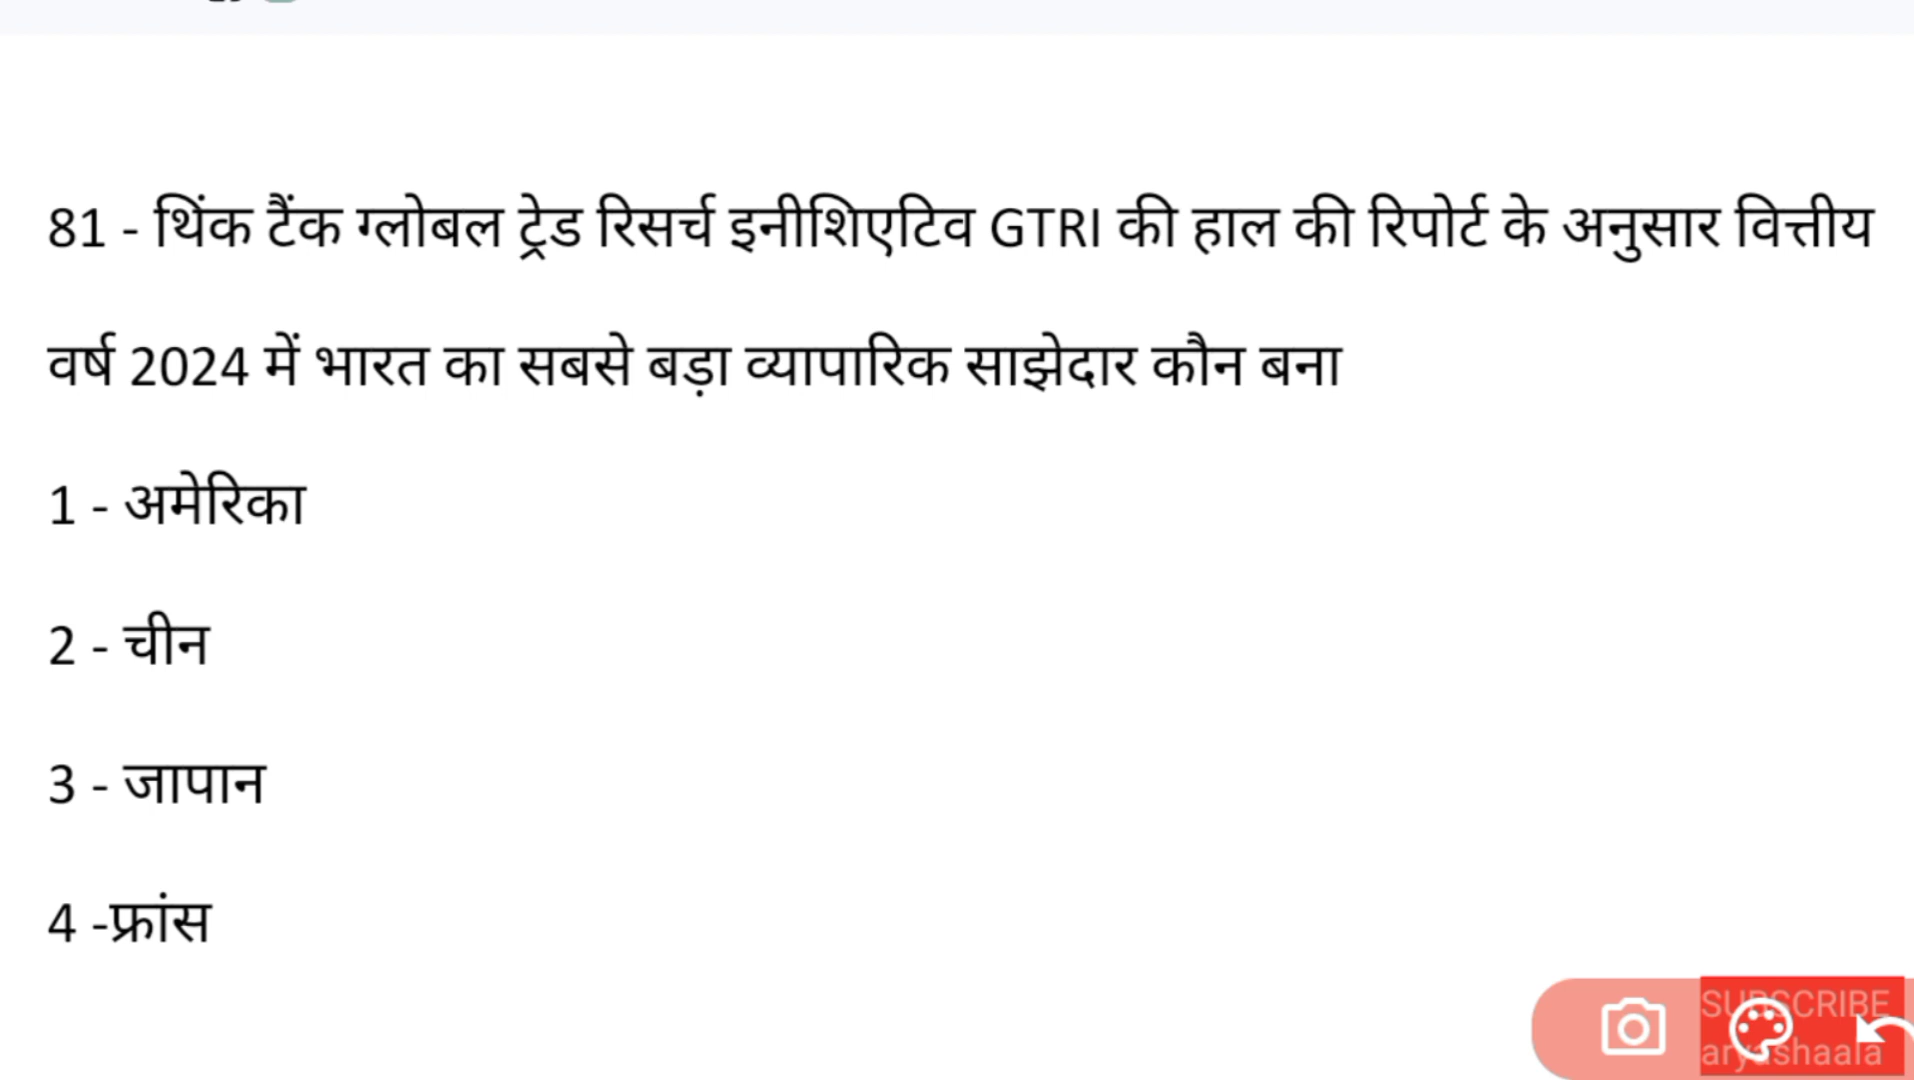 81 - थिंक टैंक ग्लोबल ट्रेड रिसर्च इनीशिएटिव GTRI की हाल की रिपोर्ट के अनुसार वित्तीय
वर्ष 2024 में भारत का सबसे बड़ा व्यापारिक साझेदार कौन बना
1 - अमेरिका
2 - चीन
3 - जापान
4 -फ्रांस
SUBSCRIBE
aryashaala